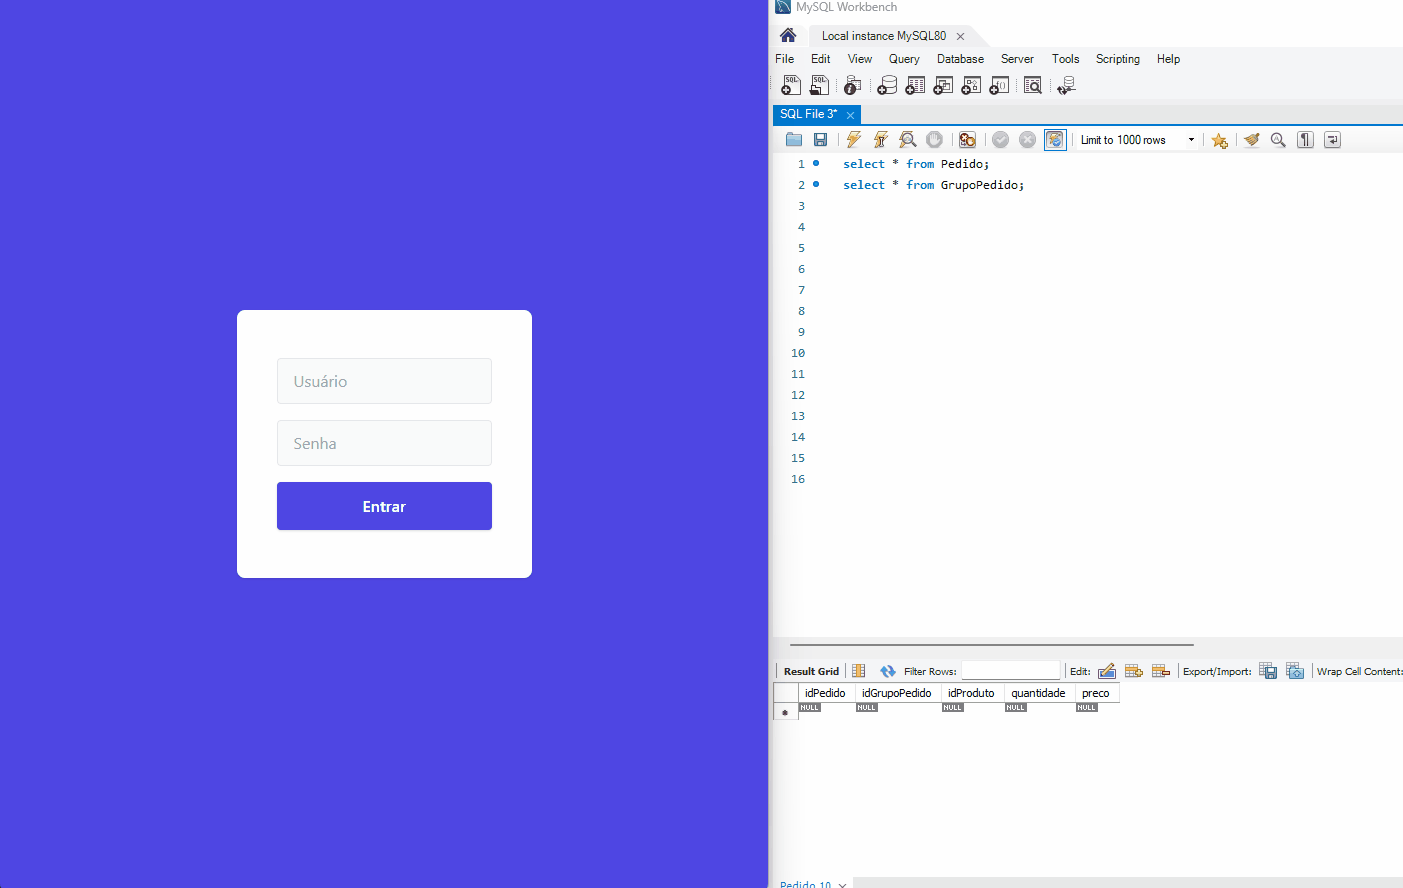 Usuário
Senha
Entrar
MySQL Workbench
Local instance MySQL80
File Edit View Query Database Server Tools Scripting Help
SQL File 3*
Limit to 1000 rows
1 select * from Pedido;
2 select * from GrupoPedido;
3
4
5
6
7
8
9
10
11
12
13
14
15
16
Result Grid Filter Rows: Edit: Export/Import: Wrap Cell Content:
idPedido idGrupoPedido idProduto quantidade preco
NULL NULL NULL NULL NULL
Pedido 10